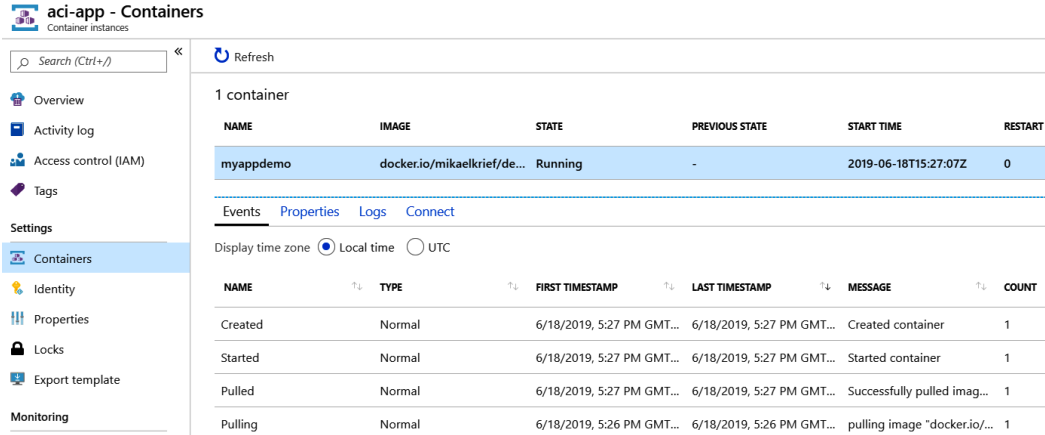 aci-app - Containers
Container instances
Search (Ctrl+/)
«
Overview
Activity log
Access control (IAM)
Tags
Settings
Containers
Identity
Properties
Locks
Export template
Monitoring
Refresh
1 container
NAME IMAGE STATE PREVIOUS STATE START TIME RESTART
myappdemo docker.io/mikaelkrief/de... Running - 2019-06-18T15:27:07Z 0
Events Properties Logs Connect
Display time zone Local time UTC
NAME TYPE FIRST TIMESTAMP LAST TIMESTAMP MESSAGE COUNT
Created Normal 6/18/2019, 5:27 PM GMT... 6/18/2019, 5:27 PM GMT... Created container 1
Started Normal 6/18/2019, 5:27 PM GMT... 6/18/2019, 5:27 PM GMT... Started container 1
Pulled Normal 6/18/2019, 5:27 PM GMT... 6/18/2019, 5:27 PM GMT... Successfully pulled imag... 1
Pulling Normal 6/18/2019, 5:26 PM GMT... 6/18/2019, 5:26 PM GMT... pulling image "docker.io/... 1